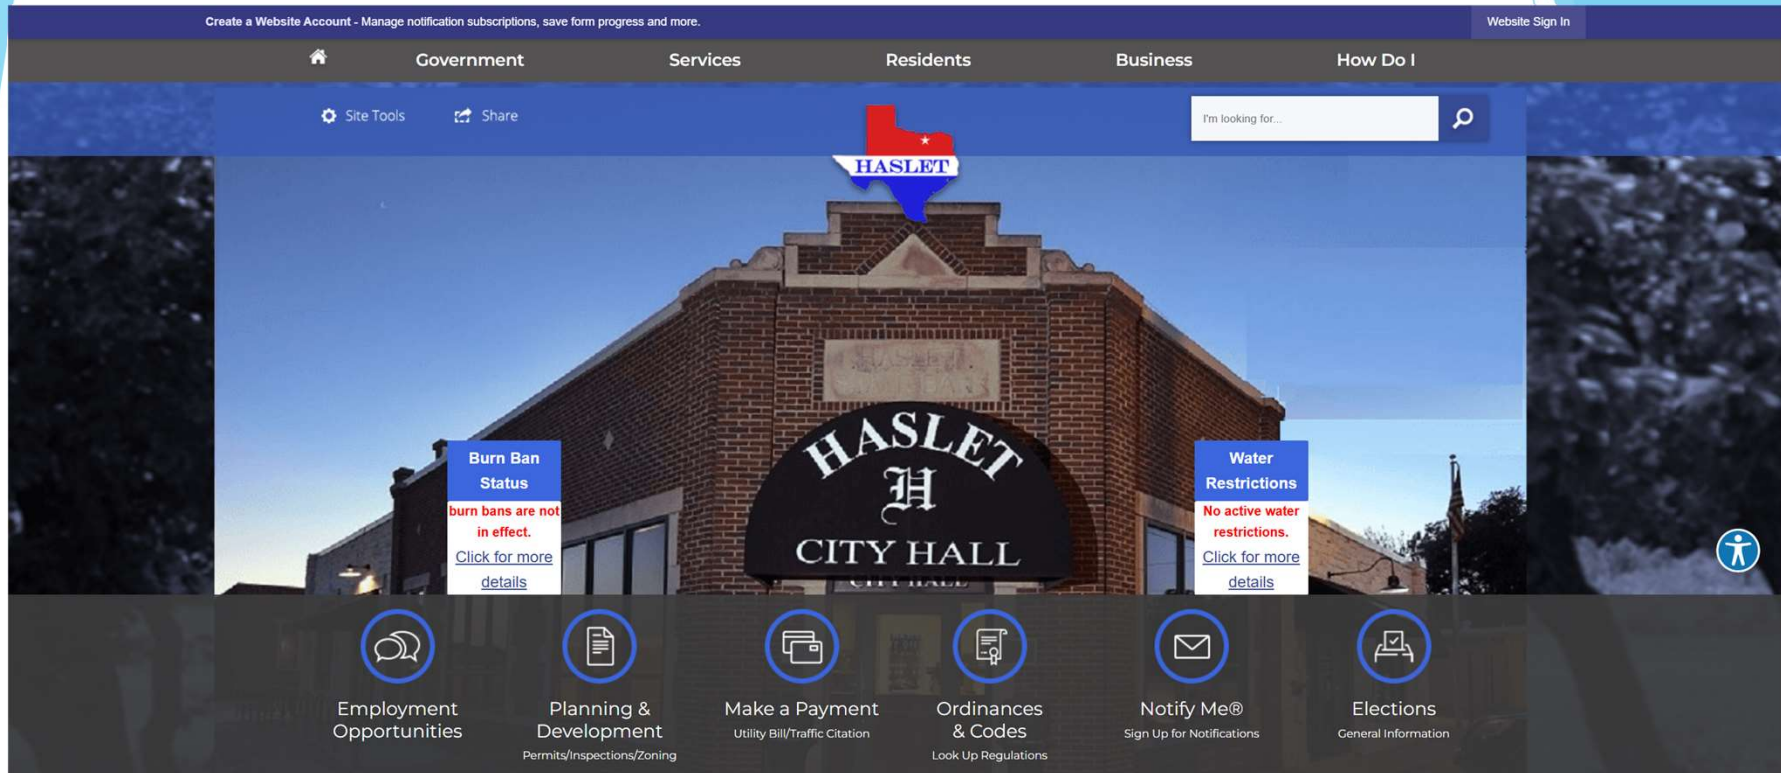 Create a Website Account - Manage notification subscriptions, save form progress and more.
Website Sign In
Government
Services
Residents
Business
How Do I
Site Tools
Share
I'm looking for...
HASLET
HASLET
H
CITY HALL
CITY HALL
Burn Ban
Status
burn bans are not
in effect.
Click for more
details
Water
Restrictions
No active water
restrictions.
Click for more
details
Employment
Opportunities
Planning &
Development
Permits/Inspections/Zoning
Make a Payment
Utility Bill/Traffic Citation
Ordinances
& Codes
Look Up Regulations
Notify Me®
Sign Up for Notifications
Elections
General Information